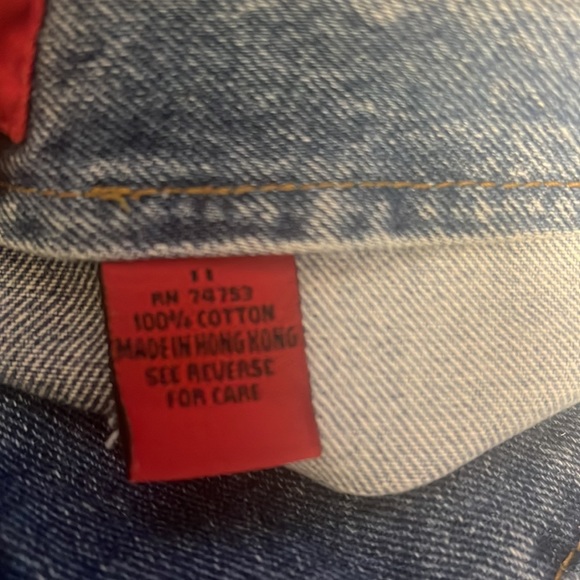 11
RN 74753
100% COTTON
MADE IN HONG KONG
SEE REVERSE
FOR CARE